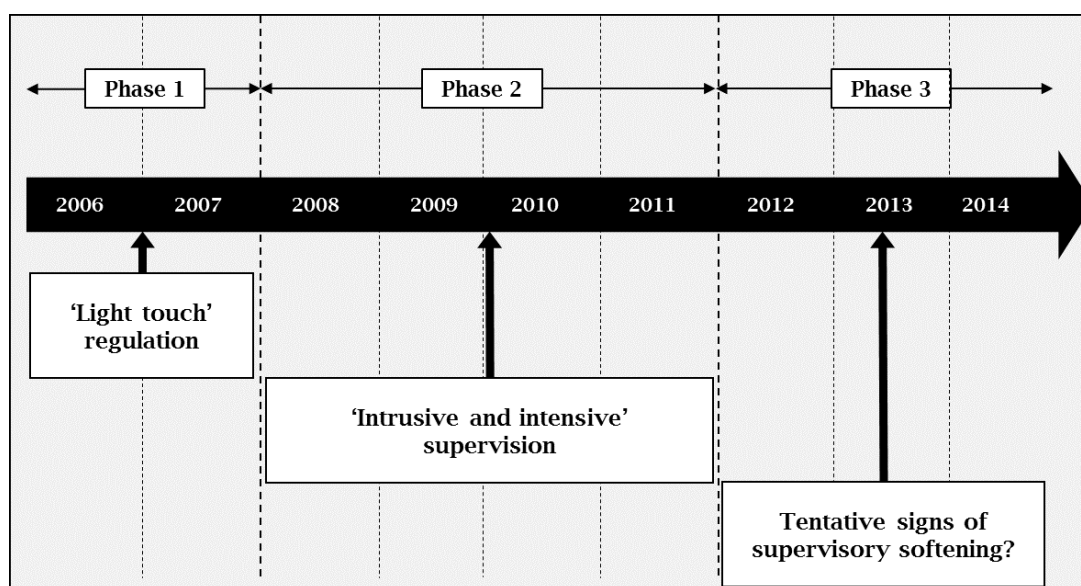 Phase 1
Phase 2
Phase 3
2006
2007
2008
2009
2010
2011
2012
2013
2014
‘Light touch’
regulation
‘Intrusive and intensive’
supervision
Tentative signs of
supervisory softening?